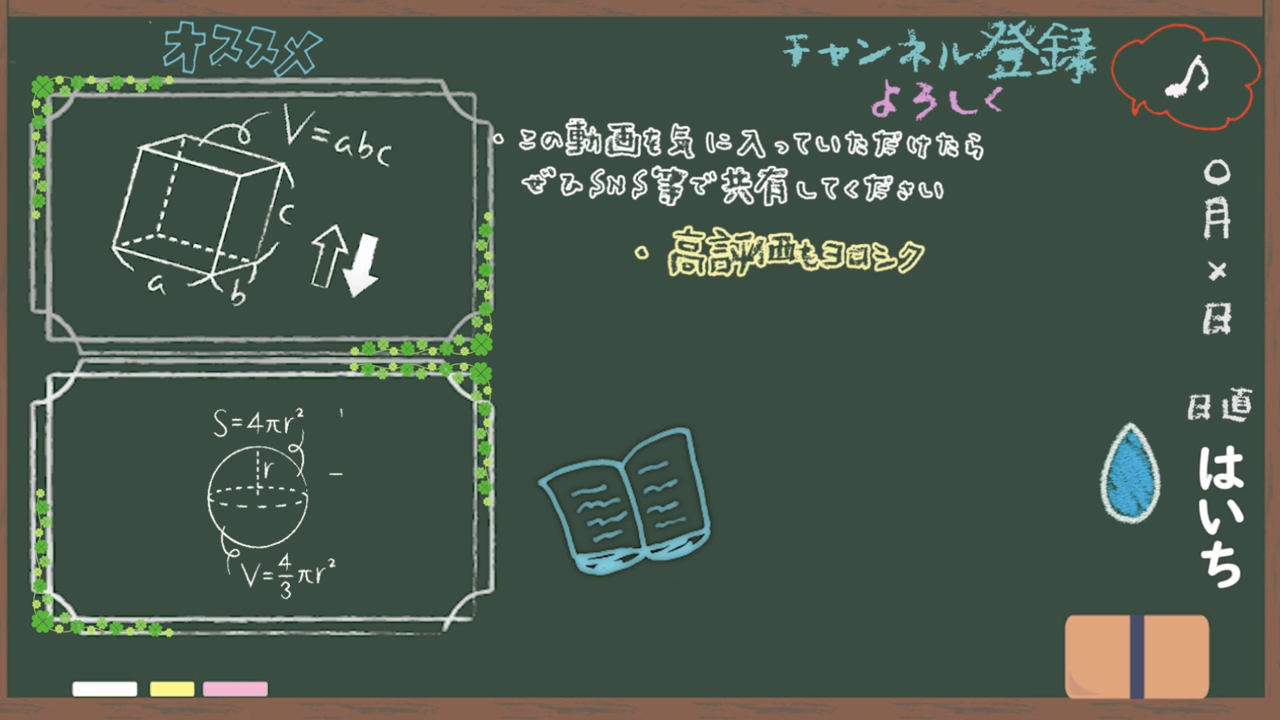 オススメ
チャンネル登録
よろしく
♪
・この動画を気に入っていただけたら
ぜひSNS等で共有してください
・高評価もヨロシク
V=abc
c
a
b
S=4πr²
r
V=4/3πr²
〇月×日
日直
はいち